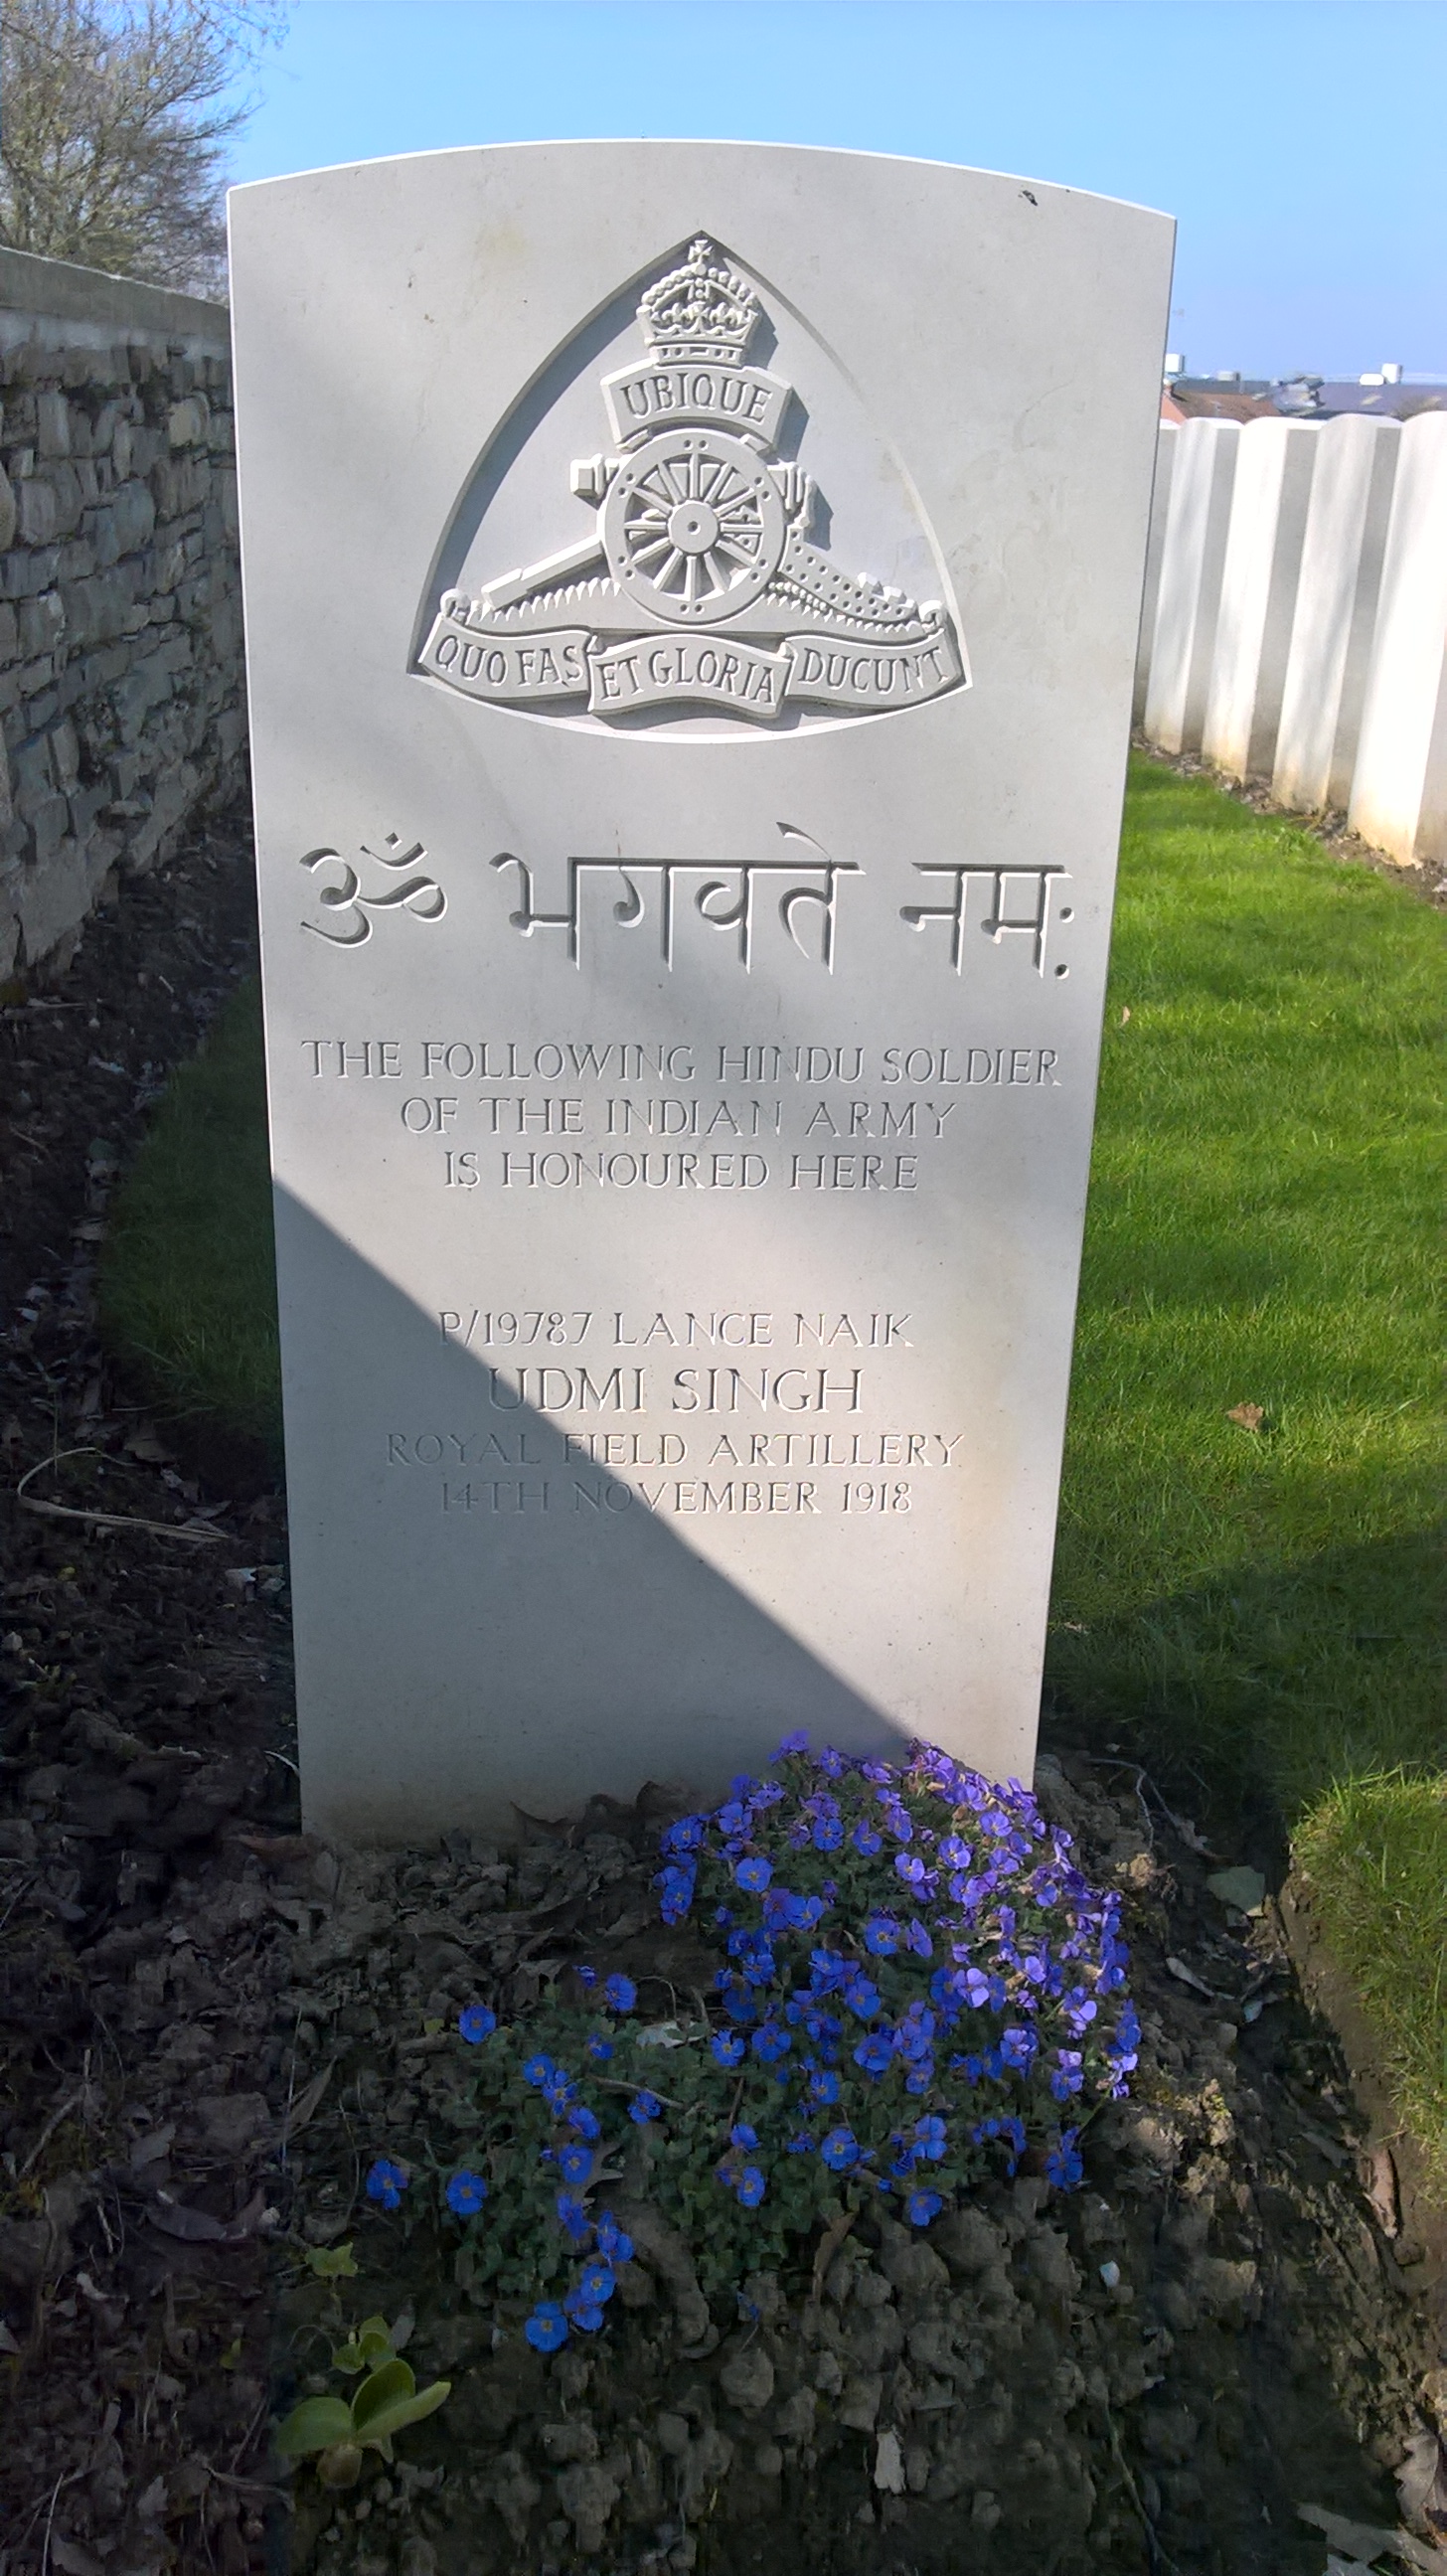 UBIQUE
QUO FAS ET GLORIA DUCUNT
ॐ भगवते नमः
THE FOLLOWING HINDU SOLDIER
OF THE INDIAN ARMY
IS HONOURED HERE
P/19787 LANCE NAIK
UDMI SINGH
ROYAL FIELD ARTILLERY
14TH NOVEMBER 1918